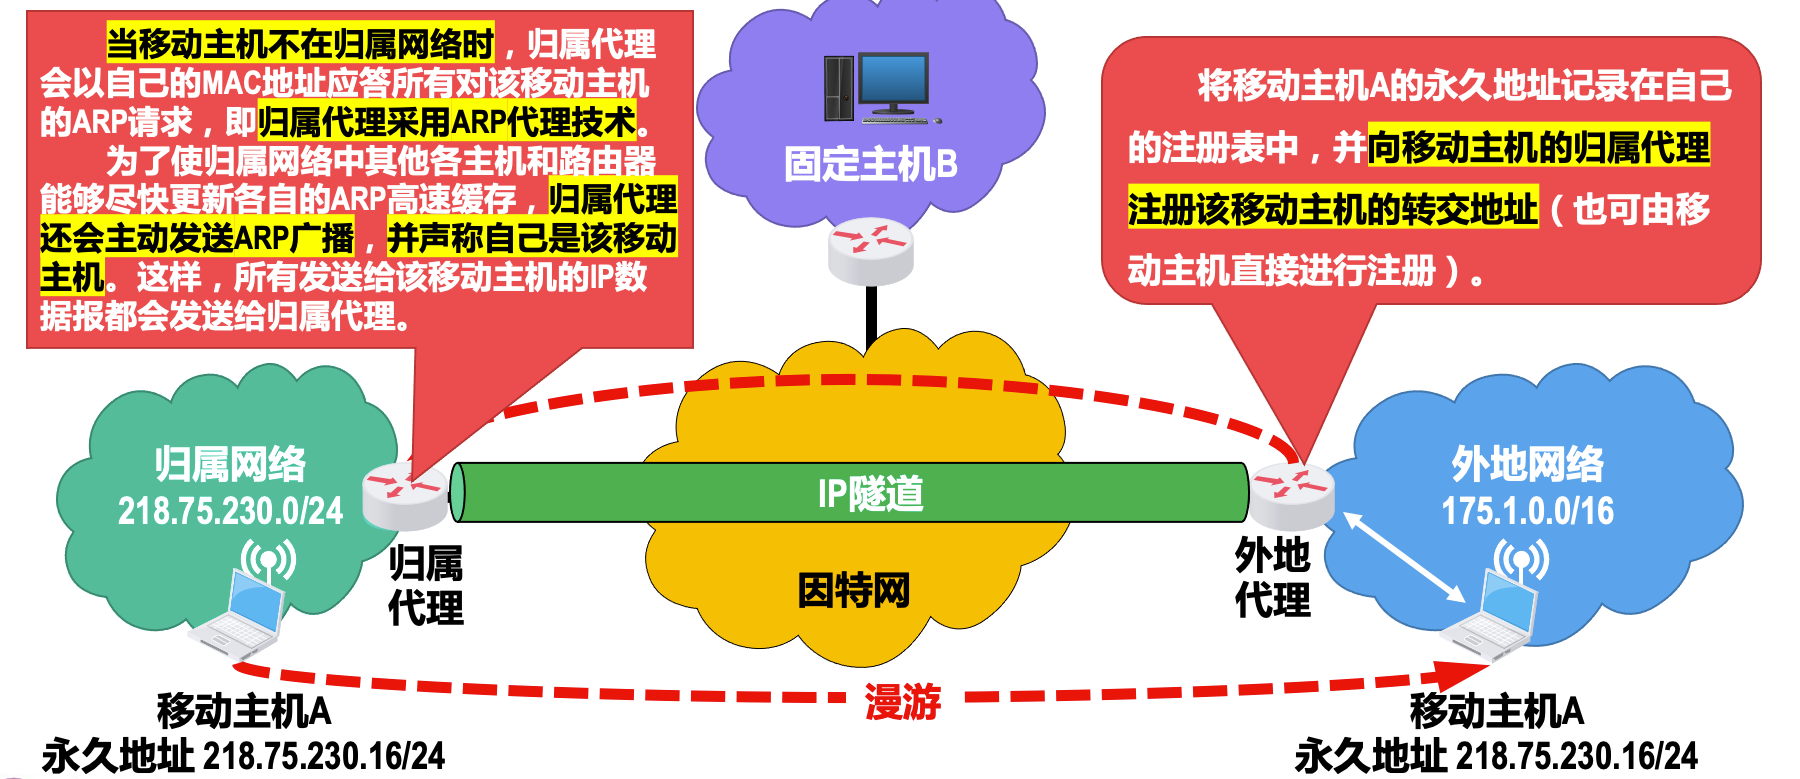 当移动主机不在归属网络时，归属代理
会以自己的MAC地址应答所有对该移动主机
的ARP请求，即归属代理采用ARP代理技术。
为了使归属网络中其他各主机和路由器
能够尽快更新各自的ARP高速缓存，归属代理
还会主动发送ARP广播，并声称自己是该移动
主机。这样，所有发送给该移动主机的IP数
据报都会发送给归属代理。
固定主机B
将移动主机A的永久地址记录在自己
的注册表中，并向移动主机的归属代理
注册该移动主机的转交地址（也可由移
动主机直接进行注册）。
归属网络
218.75.230.0/24
归属
代理
IP隧道
因特网
外地
代理
外地网络
175.1.0.0/16
漫游
移动主机A
永久地址 218.75.230.16/24
移动主机A
永久地址 218.75.230.16/24